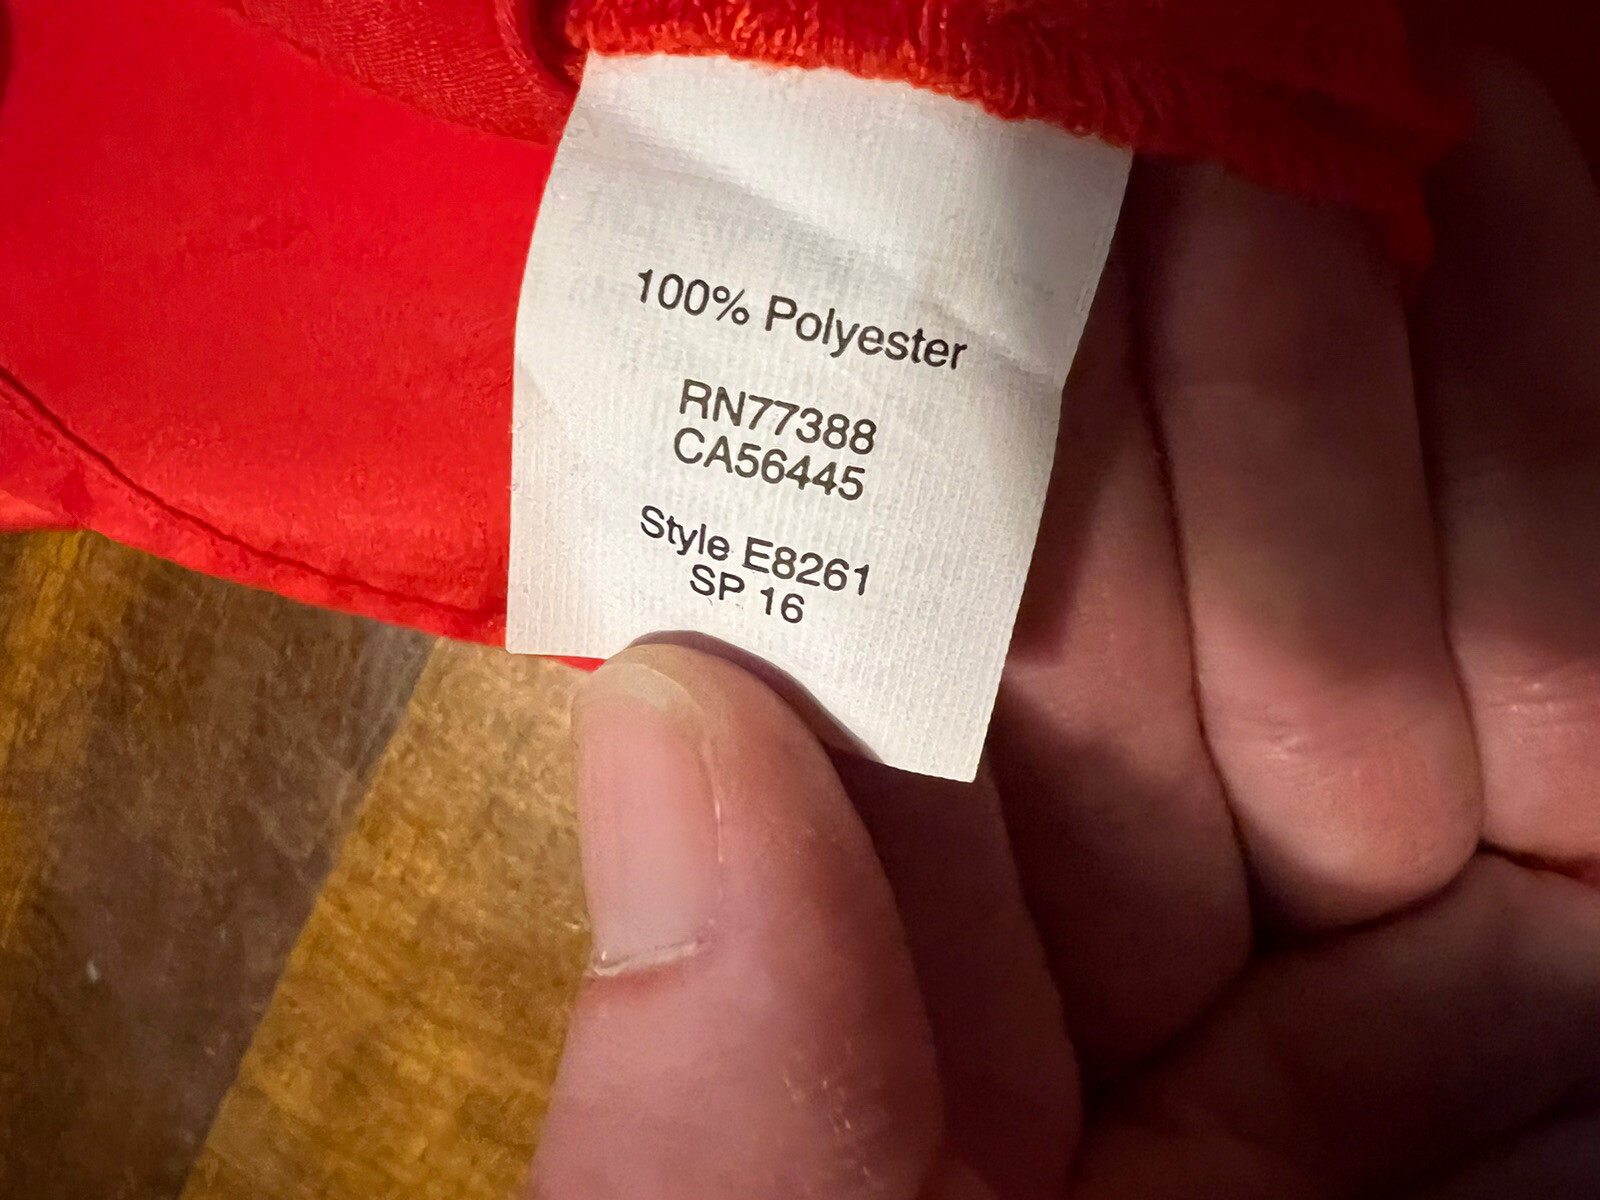 100% Polyester
RN77388
CA56445
Style E8261
SP 16